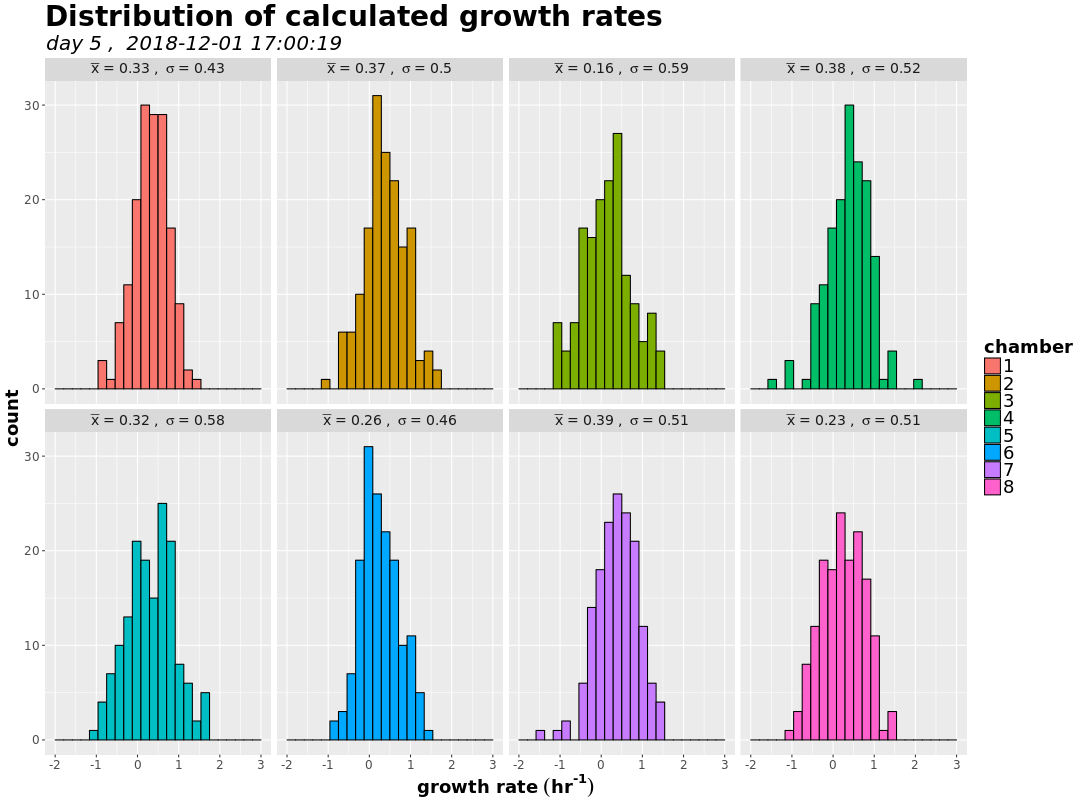 Distribution of calculated growth rates
day 5 , 2018-12-01 17:00:19
x̅ = 0.33 , σ = 0.43
x̅ = 0.37 , σ = 0.5
x̅ = 0.16 , σ = 0.59
x̅ = 0.38 , σ = 0.52
30
20
10
0
x̅ = 0.32 , σ = 0.58
x̅ = 0.26 , σ = 0.46
x̅ = 0.39 , σ = 0.51
x̅ = 0.23 , σ = 0.51
30
20
10
0
-2 -1 0 1 2 3
-2 -1 0 1 2 3
-2 -1 0 1 2 3
-2 -1 0 1 2 3
count
growth rate (hr⁻¹)
chamber
1
2
3
4
5
6
7
8